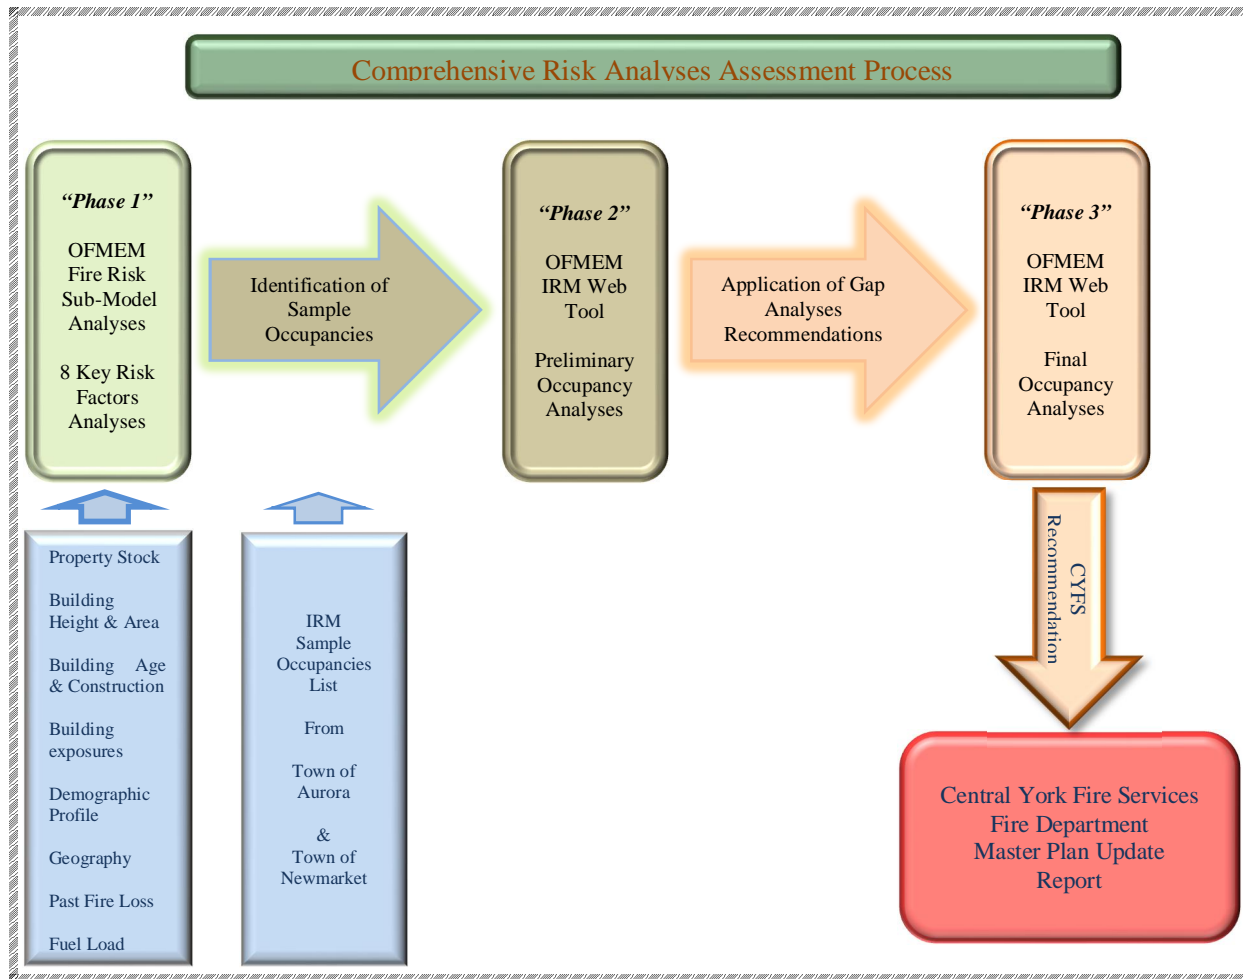 Comprehensive Risk Analyses Assessment Process
“Phase 1”
OFMEM
Fire Risk
Sub-Model
Analyses
8 Key Risk
Factors
Analyses
Identification of
Sample
Occupancies
“Phase 2”
OFMEM
IRM Web
Tool
Preliminary
Occupancy
Analyses
Application of Gap
Analyses
Recommendations
“Phase 3”
OFMEM
IRM Web
Tool
Final
Occupancy
Analyses
Property Stock
Building
Height & Area
Building Age
& Construction
Building
exposures
Demographic
Profile
Geography
Past Fire Loss
Fuel Load
IRM
Sample
Occupancies
List
From
Town of
Aurora
&
Town of
Newmarket
CYFS
Recommendation
Central York Fire Services
Fire Department
Master Plan Update
Report